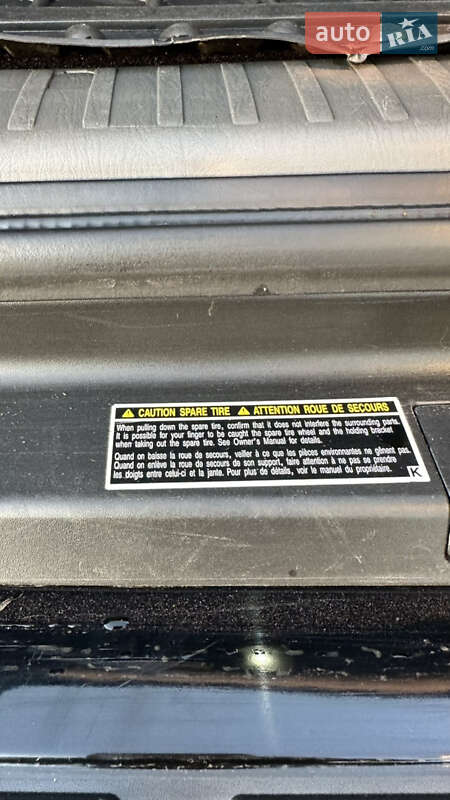 auto
RIA
.com
CAUTION SPARE TIRE ATTENTION ROUE DE SECOURS
When pulling down the spare tire, confirm that it does not interfere the surrounding parts.
It is possible for your finger to be caught the spare tire wheel and the holding bracket
when taking out the spare tire. See Owner's Manual for details.
Quand on baisse la roue de secours, veiller à ce que les pièces environnantes ne gênent pas.
Quand on enlève la roue de secours de son support, faire attention à ne pas se prendre
les doigts entre celui-ci et la jante. Pour plus de détails, voir le manuel du propriétaire.
K